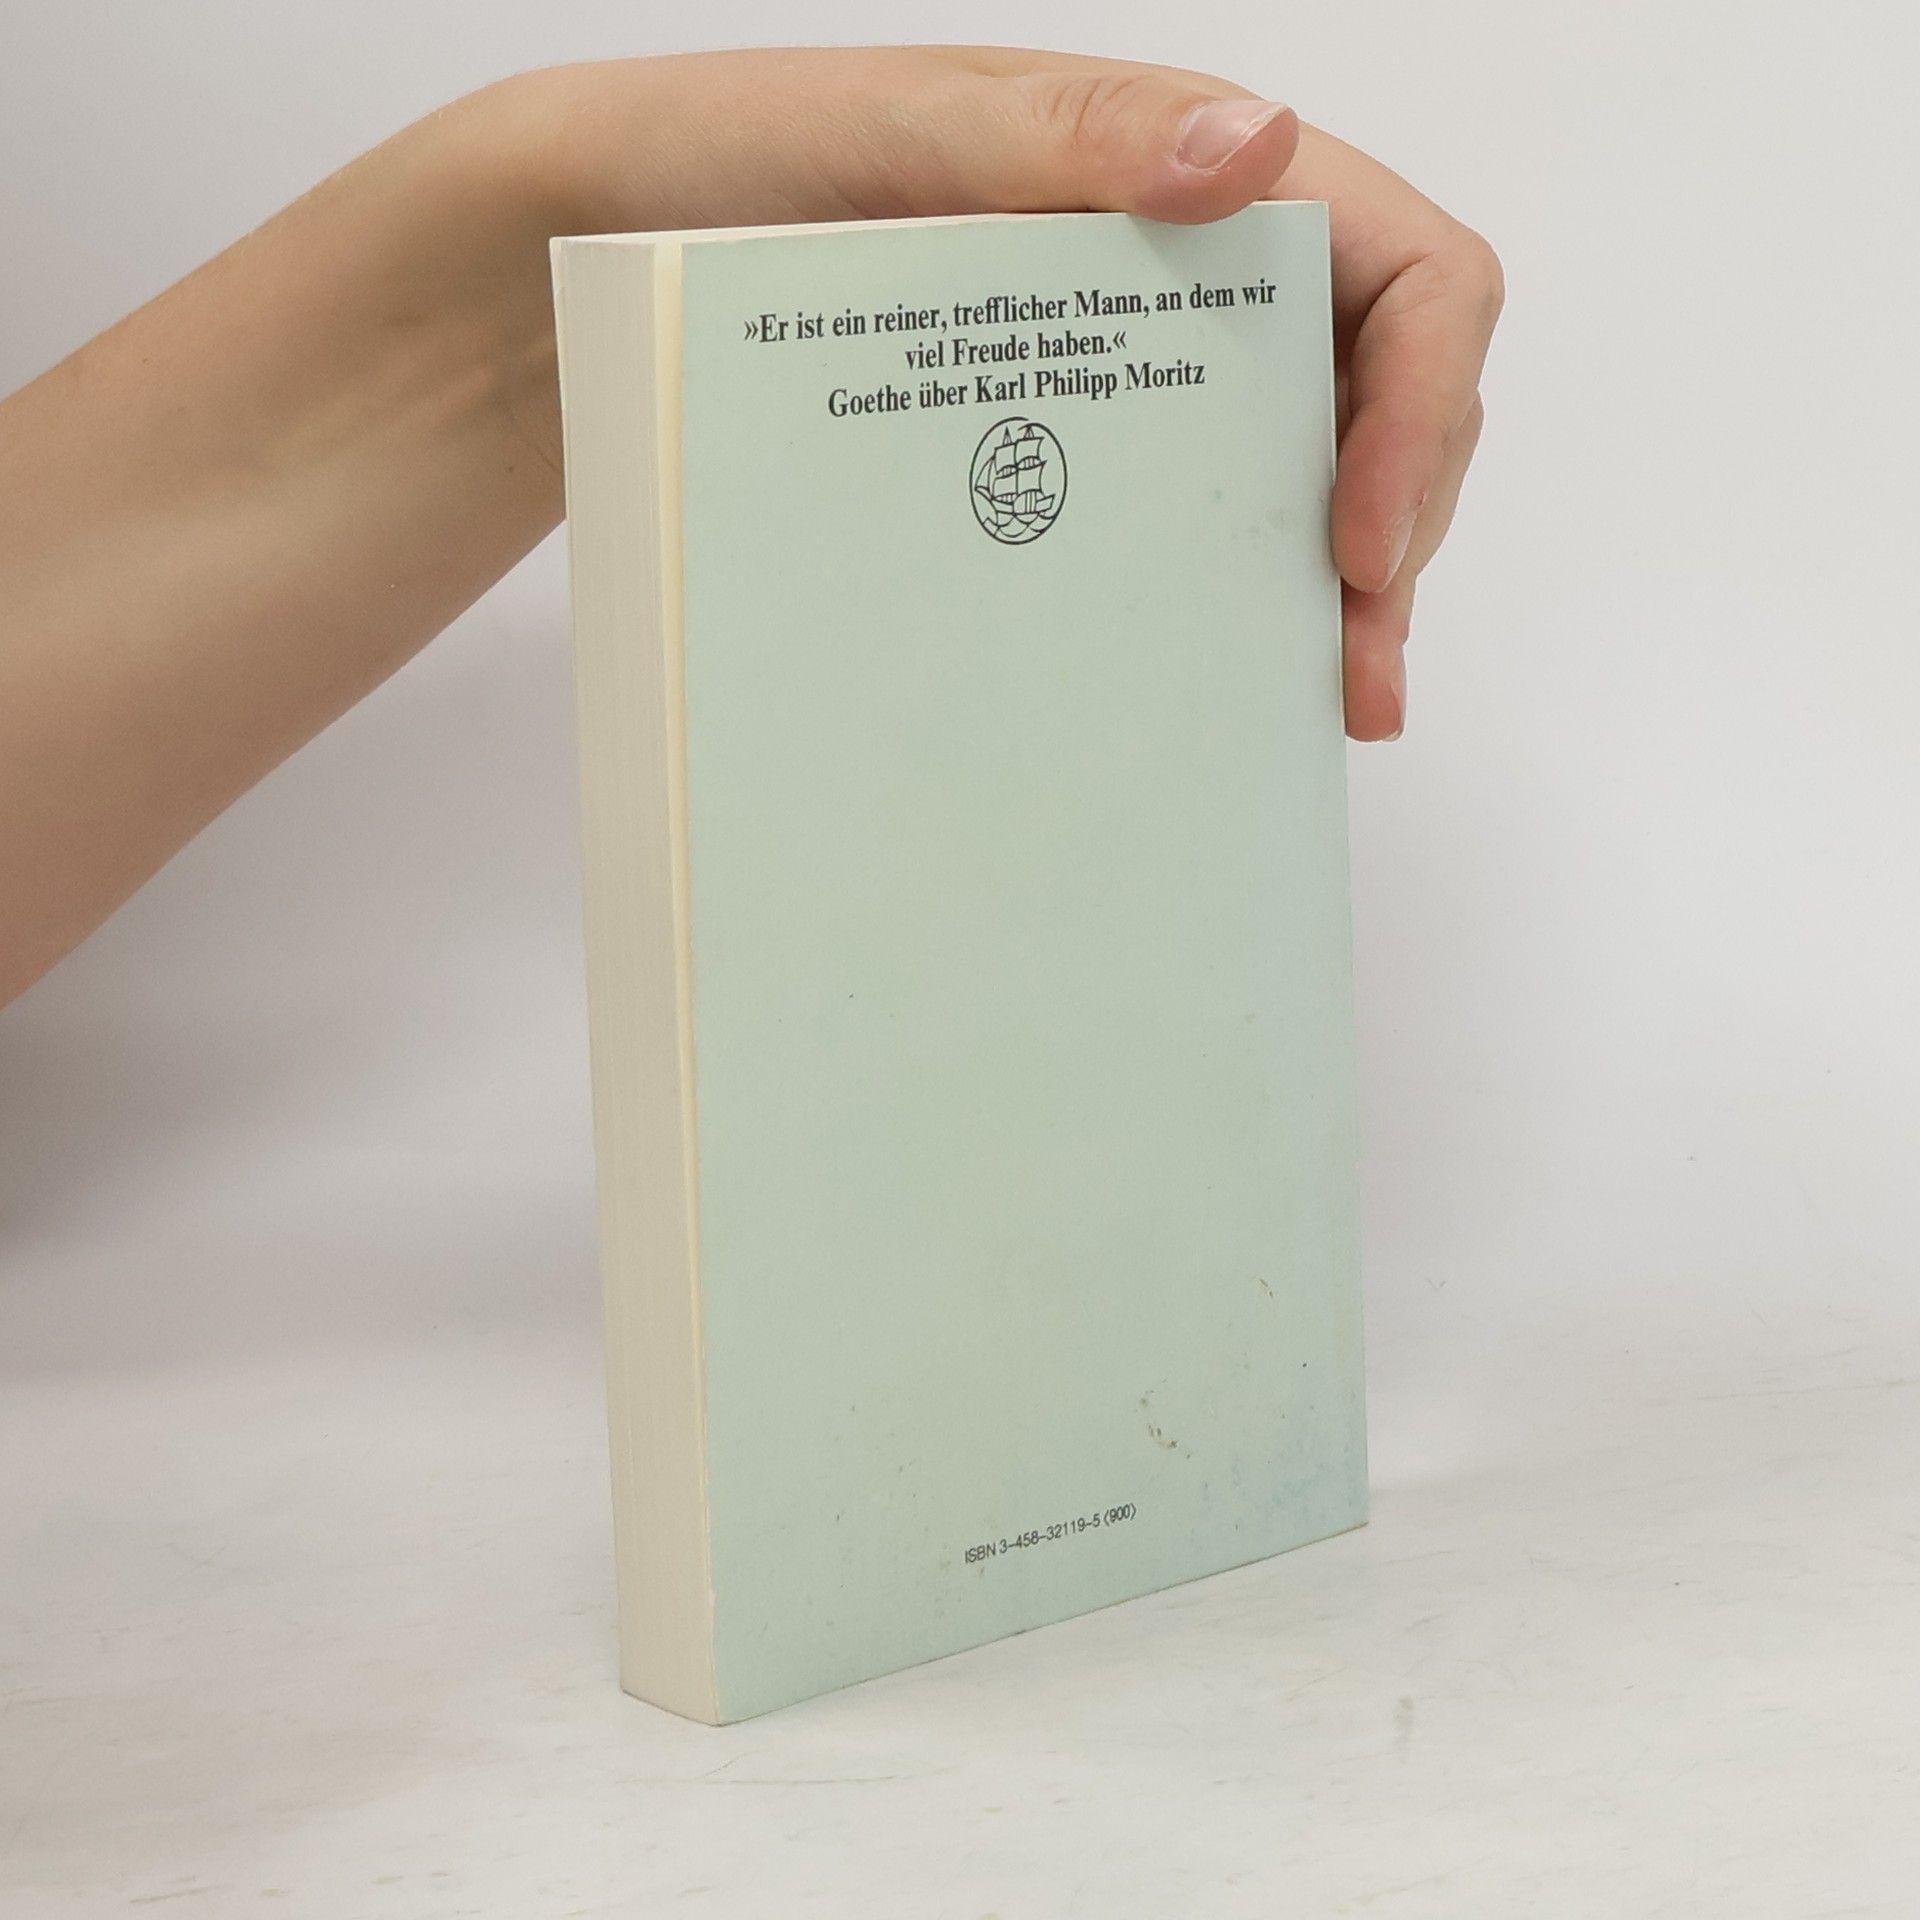 »Er ist ein reiner, trefflicher Mann, an dem wir
viel Freude haben.«
Goethe über Karl Philipp Moritz
ISBN 3-458-32119-5 ⟨900⟩